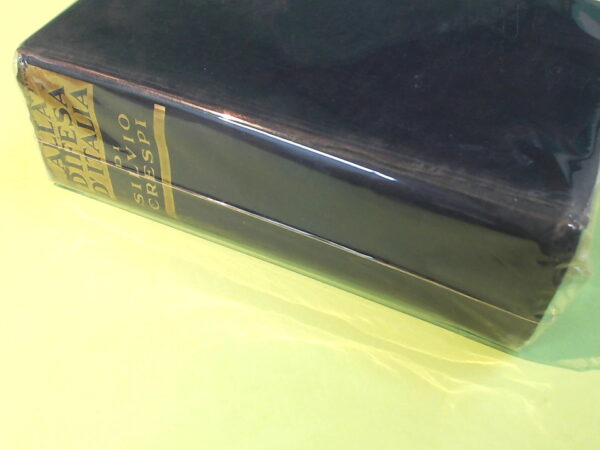 ALLA
DIFESA
D'ITALIA
DI
SILVIO
CRESPI